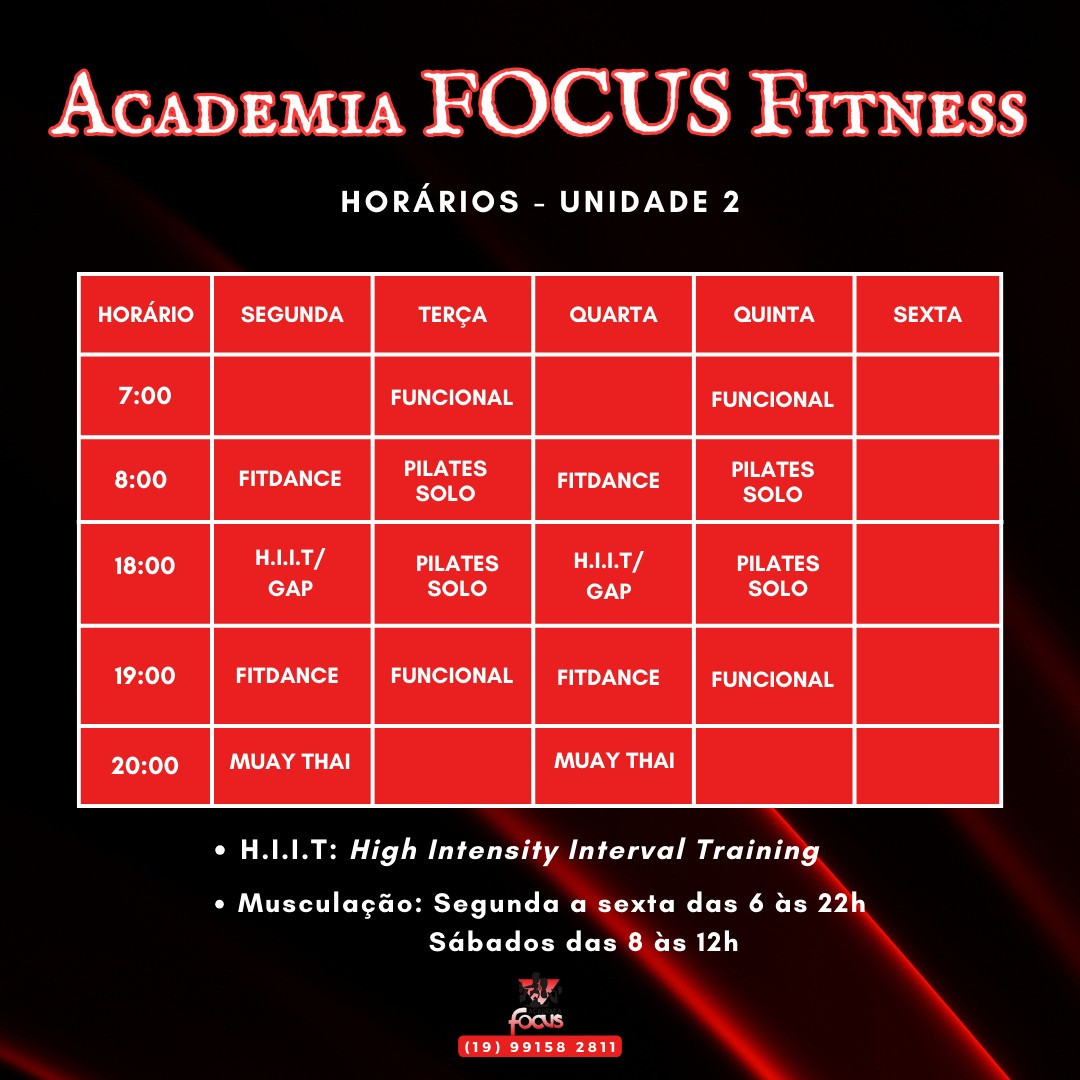 Academia FOCUS Fitness
HORÁRIOS - UNIDADE 2
HORÁRIO SEGUNDA TERÇA QUARTA QUINTA SEXTA
7:00 FUNCIONAL FUNCIONAL
8:00 FITDANCE PILATES SOLO FITDANCE PILATES SOLO
18:00 H.I.I.T/ GAP PILATES SOLO H.I.I.T/ GAP PILATES SOLO
19:00 FITDANCE FUNCIONAL FITDANCE FUNCIONAL
20:00 MUAY THAI MUAY THAI
• H.I.I.T: High Intensity Interval Training
• Musculação: Segunda a sexta das 6 às 22h
Sábados das 8 às 12h
focus
(19) 99158 2811